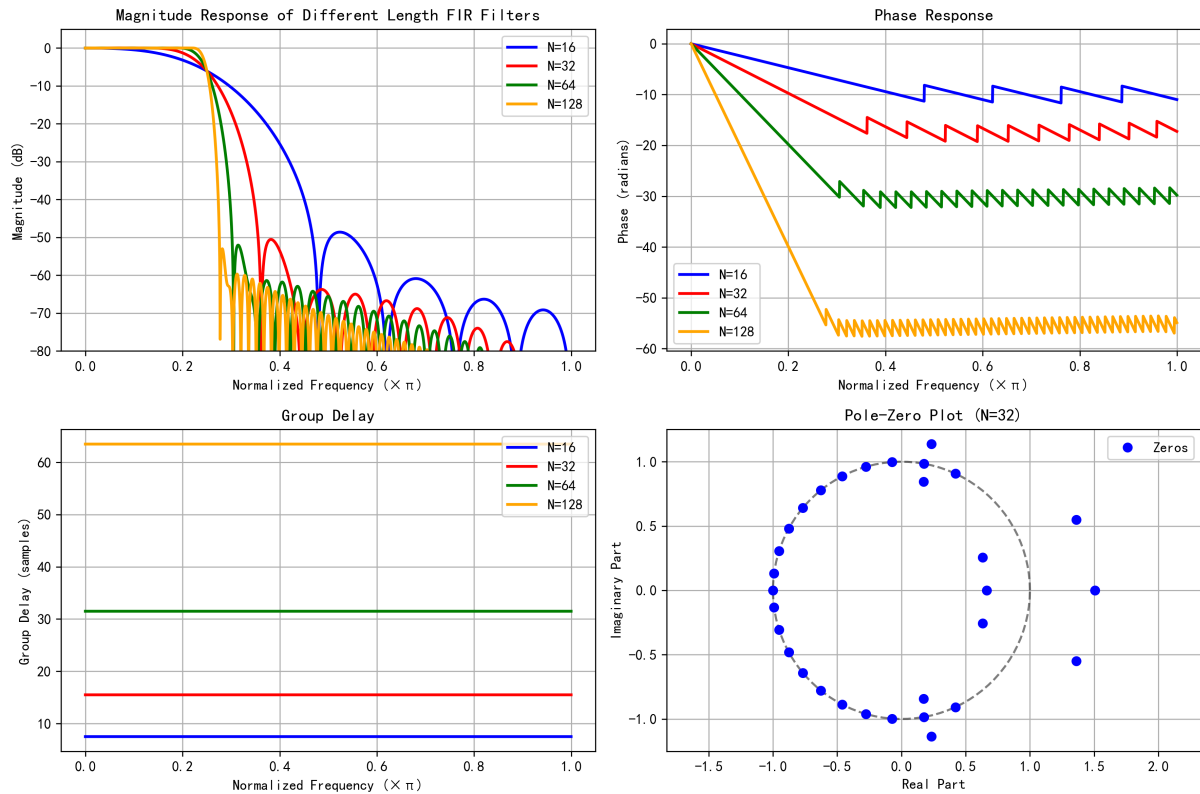 Magnitude Response of Different Length FIR Filters
Magnitude (dB)
0
−10
−20
−30
−40
−50
−60
−70
−80
N=16
N=32
N=64
N=128
0.0 0.2 0.4 0.6 0.8 1.0
Normalized Frequency (×π)
Phase Response
Phase (radians)
0
−10
−20
−30
−40
−50
−60
N=16
N=32
N=64
N=128
0.0 0.2 0.4 0.6 0.8 1.0
Normalized Frequency (×π)
Group Delay
Group Delay (samples)
60
50
40
30
20
10
N=16
N=32
N=64
N=128
0.0 0.2 0.4 0.6 0.8 1.0
Normalized Frequency (×π)
Pole-Zero Plot (N=32)
Imaginary Part
1.0
0.5
0.0
−0.5
−1.0
Zeros
−1.5 −1.0 −0.5 0.0 0.5 1.0 1.5 2.0
Real Part